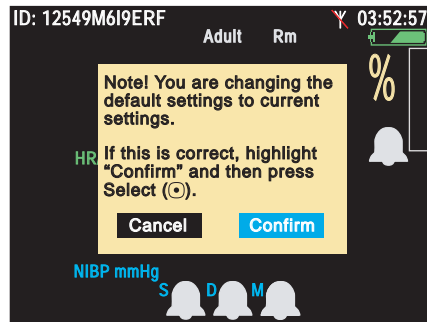 ID: 12549M6I9ERF 03:52:57
Adult Rm
%
Note! You are changing the
default settings to current
settings.
HR
If this is correct, highlight
“Confirm” and then press
Select (⊙).
Cancel Confirm
NIBP mmHg
S D M